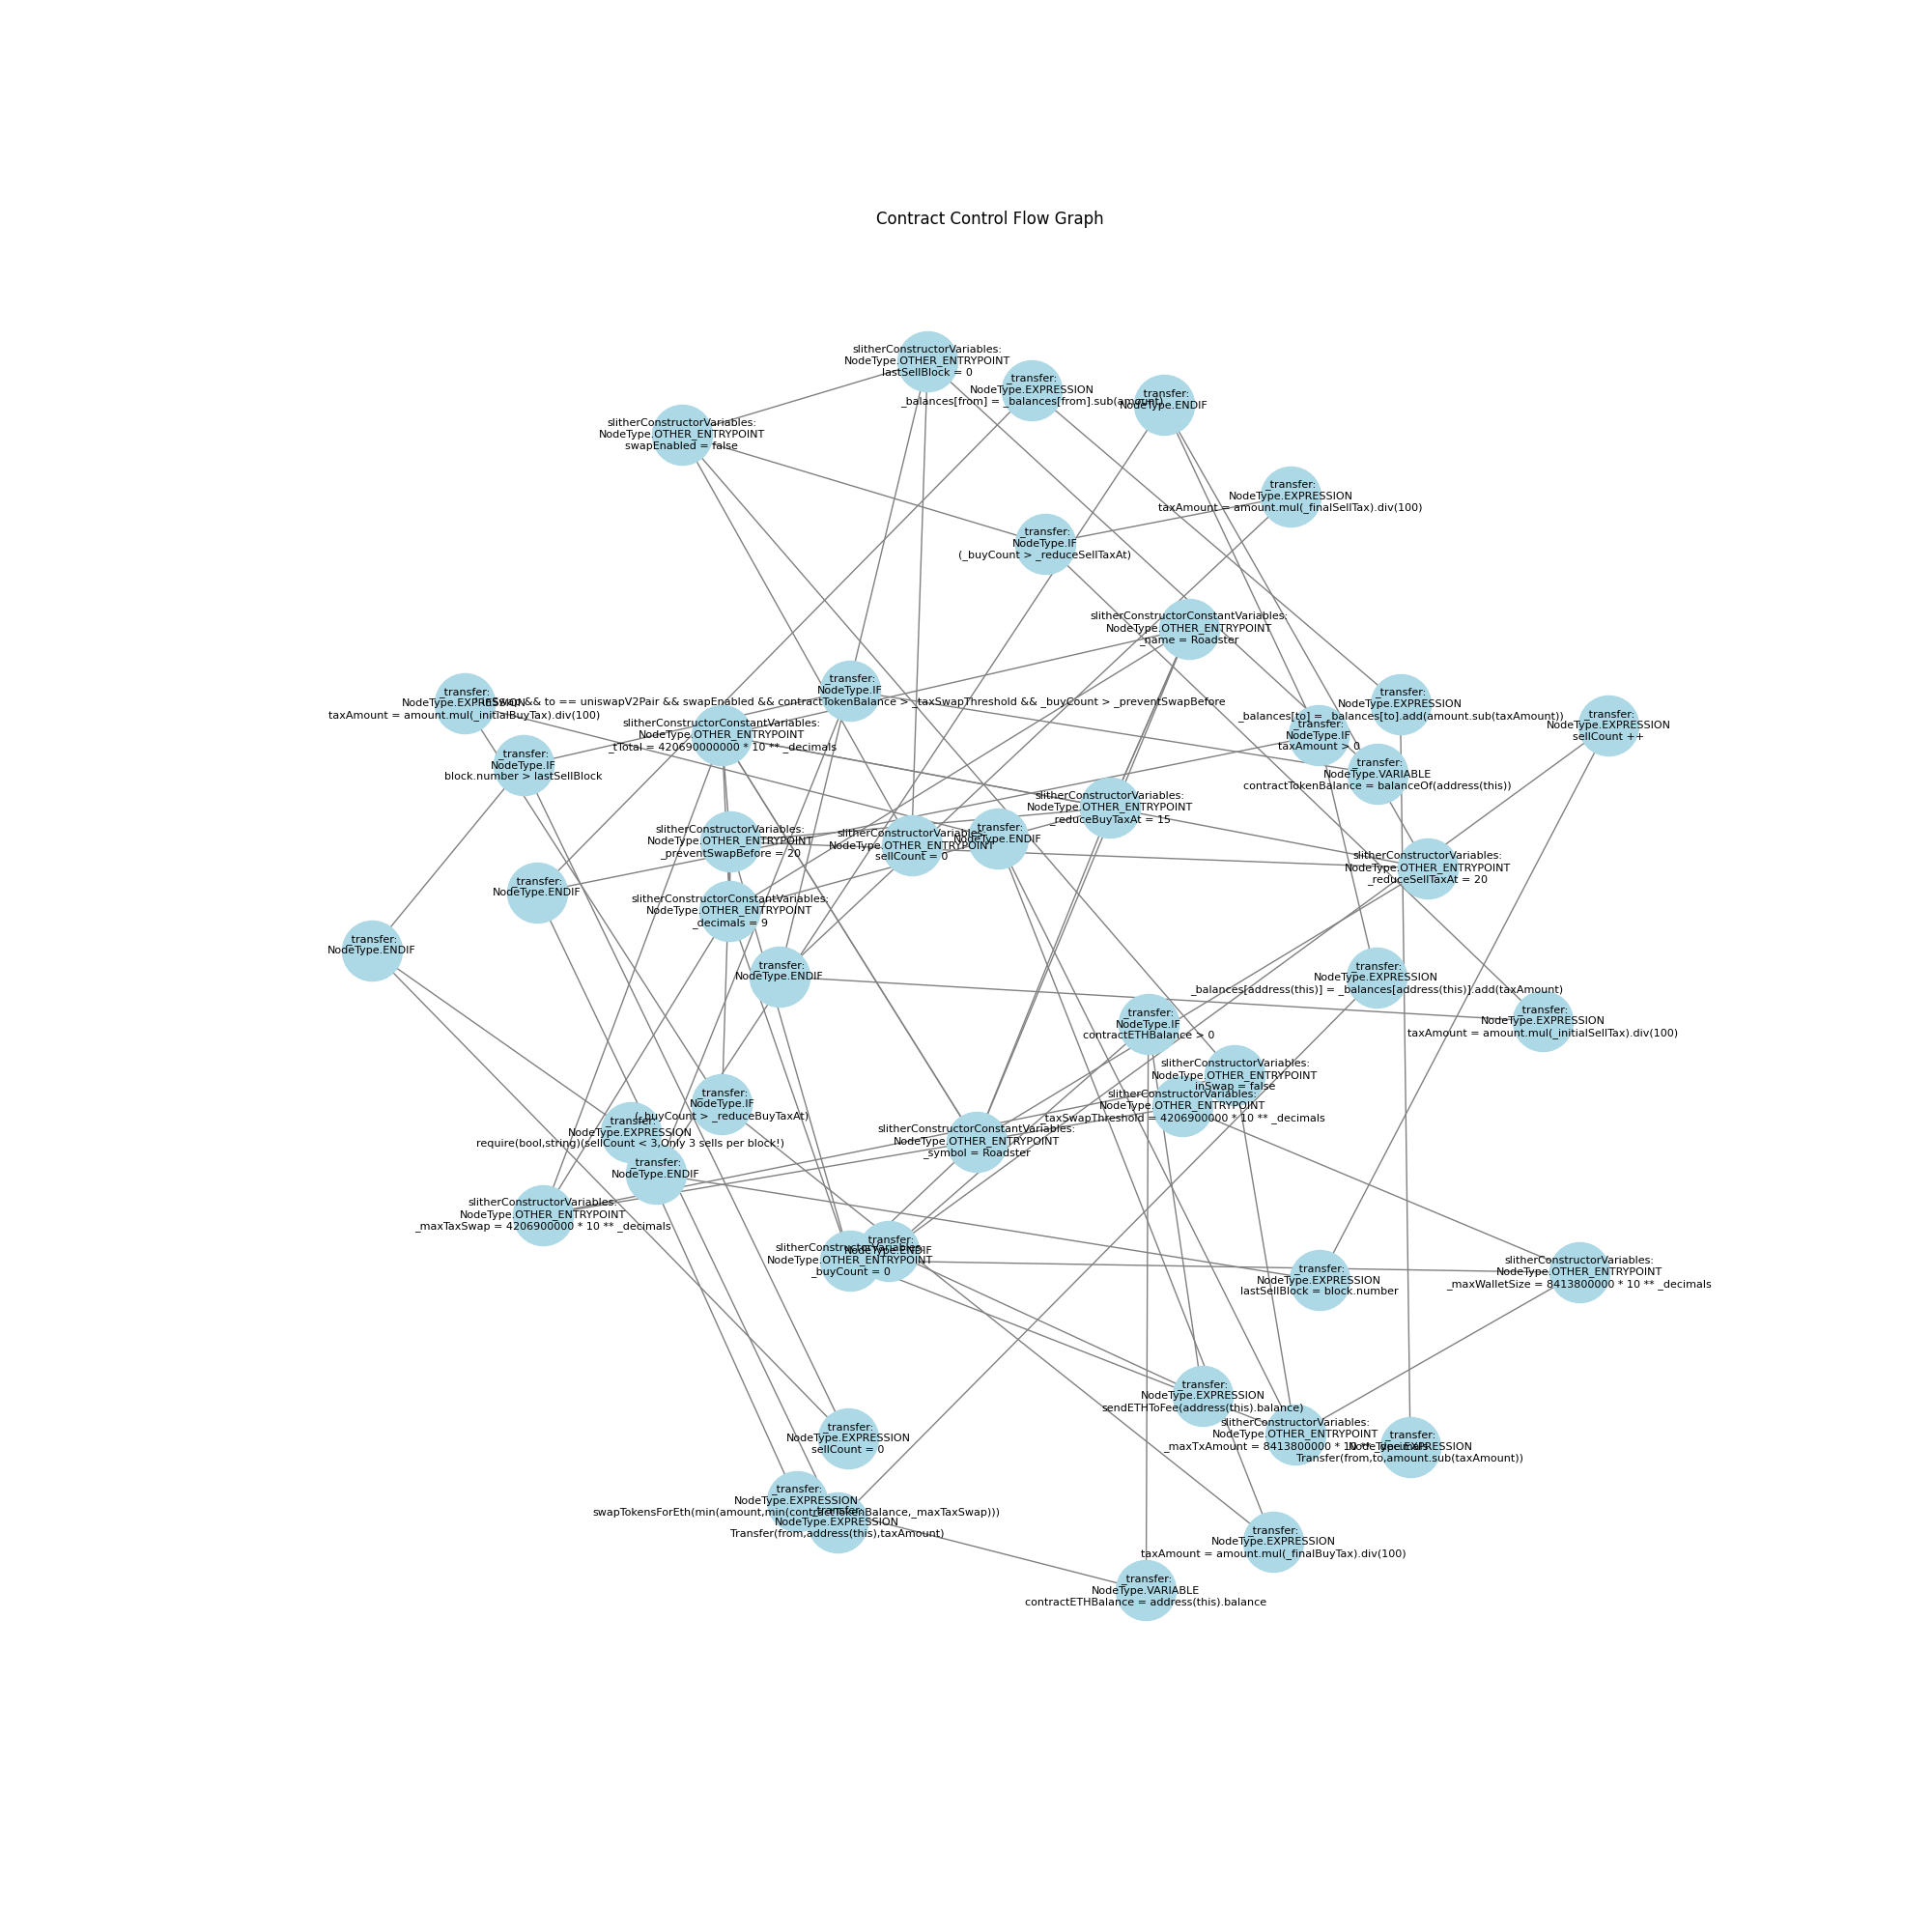 Contract Control Flow Graph
slitherConstructorVariables:
NodeType.OTHER_ENTRYPOINT
lastSellBlock = 0
_transfer:
NodeType.EXPRESSION
_balances[from] = _balances[from].sub(amount)
_transfer:
NodeType.ENDIF
slitherConstructorVariables:
NodeType.OTHER_ENTRYPOINT
swapEnabled = false
_transfer:
NodeType.EXPRESSION
taxAmount = amount.mul(_finalSellTax).div(100)
_transfer:
NodeType.IF
(_buyCount > _reduceSellTaxAt)
slitherConstructorConstantVariables:
NodeType.OTHER_ENTRYPOINT
_name = Roadster
_transfer:
NodeType.IF
&& to == uniswapV2Pair && swapEnabled && contractTokenBalance > _taxSwapThreshold && _buyCount > _preventSwapBefore
_transfer:
NodeType.EXPRESSION
taxAmount = amount.mul(_initialBuyTax).div(100)
_transfer:
NodeType.EXPRESSION
_balances[to] = _balances[to].add(amount.sub(taxAmount))
_transfer:
NodeType.EXPRESSION
sellCount ++
slitherConstructorConstantVariables:
NodeType.OTHER_ENTRYPOINT
_tTotal = 420690000000 * 10 ** _decimals
_transfer:
NodeType.IF
taxAmount > 0
_transfer:
NodeType.IF
block.number > lastSellBlock
_transfer:
NodeType.VARIABLE
contractTokenBalance = balanceOf(address(this))
slitherConstructorVariables:
NodeType.OTHER_ENTRYPOINT
_reduceBuyTaxAt = 15
slitherConstructorVariables:
NodeType.OTHER_ENTRYPOINT
_preventSwapBefore = 20
slitherConstructorVariables:
NodeType.OTHER_ENTRYPOINT
sellCount = 0
_transfer:
NodeType.ENDIF
slitherConstructorVariables:
NodeType.OTHER_ENTRYPOINT
_reduceSellTaxAt = 20
_transfer:
NodeType.ENDIF
slitherConstructorConstantVariables:
NodeType.OTHER_ENTRYPOINT
_decimals = 9
_transfer:
NodeType.ENDIF
_transfer:
NodeType.ENDIF
_transfer:
NodeType.EXPRESSION
_balances[address(this)] = _balances[address(this)].add(taxAmount)
_transfer:
NodeType.IF
contractETHBalance > 0
_transfer:
NodeType.EXPRESSION
taxAmount = amount.mul(_initialSellTax).div(100)
slitherConstructorVariables:
NodeType.OTHER_ENTRYPOINT
inSwap = false
slitherConstructorVariables:
NodeType.OTHER_ENTRYPOINT
_taxSwapThreshold = 4206900000 * 10 ** _decimals
_transfer:
NodeType.IF
(_buyCount > _reduceBuyTaxAt)
_transfer:
NodeType.EXPRESSION
require(bool,string)(sellCount < 3,Only 3 sells per block!)
slitherConstructorConstantVariables:
NodeType.OTHER_ENTRYPOINT
_symbol = Roadster
_transfer:
NodeType.ENDIF
slitherConstructorVariables:
NodeType.OTHER_ENTRYPOINT
_maxTaxSwap = 4206900000 * 10 ** _decimals
_transfer:
NodeType.ENDIF
slitherConstructorVariables:
NodeType.OTHER_ENTRYPOINT
_buyCount = 0
_transfer:
NodeType.EXPRESSION
lastSellBlock = block.number
slitherConstructorVariables:
NodeType.OTHER_ENTRYPOINT
_maxWalletSize = 8413800000 * 10 ** _decimals
_transfer:
NodeType.EXPRESSION
sendETHToFee(address(this).balance)
slitherConstructorVariables:
NodeType.OTHER_ENTRYPOINT
_maxTxAmount = 8413800000 * 10 ** _decimals
_transfer:
NodeType.EXPRESSION
Transfer(from,to,amount.sub(taxAmount))
_transfer:
NodeType.EXPRESSION
sellCount = 0
_transfer:
NodeType.EXPRESSION
swapTokensForEth(min(amount,min(contractTokenBalance,_maxTaxSwap)))
_transfer:
NodeType.EXPRESSION
Transfer(from,address(this),taxAmount)
_transfer:
NodeType.EXPRESSION
taxAmount = amount.mul(_finalBuyTax).div(100)
_transfer:
NodeType.VARIABLE
contractETHBalance = address(this).balance